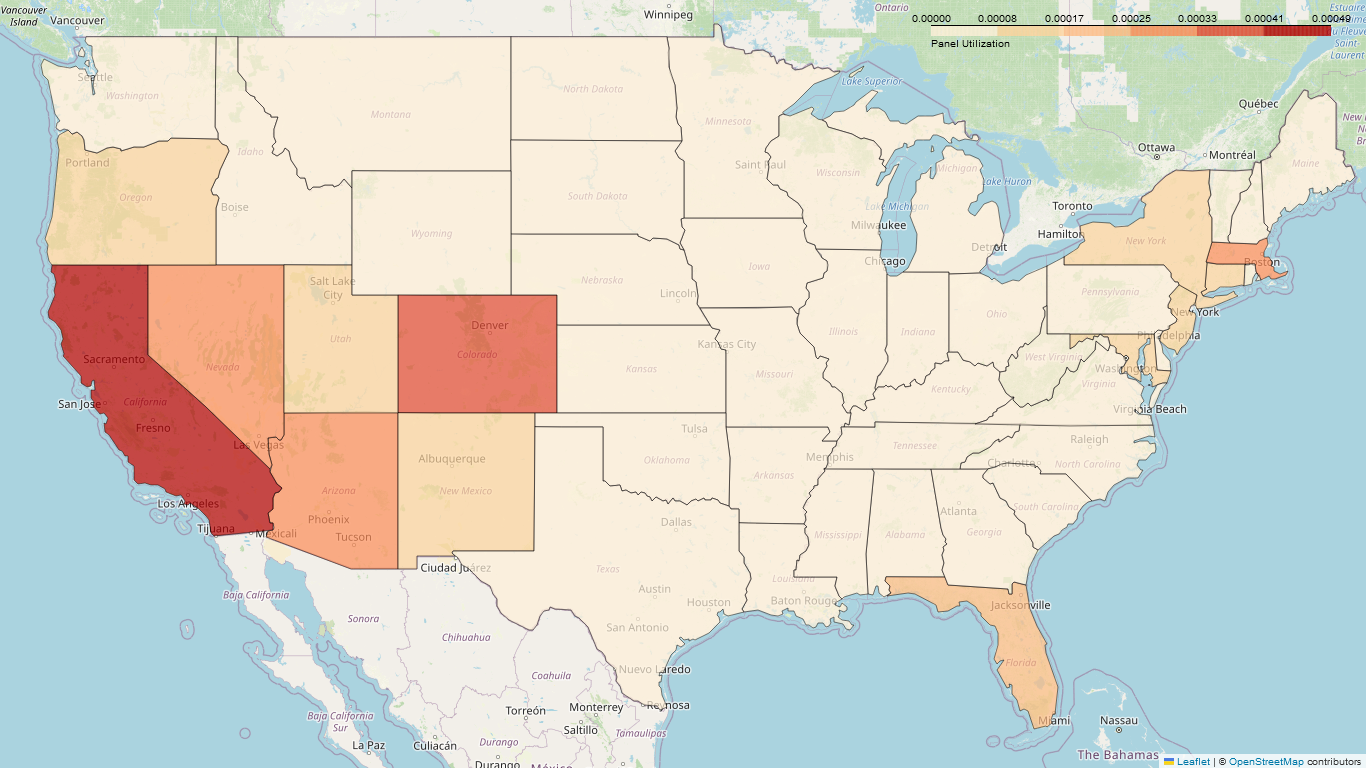 Vancouver
Island
Vancouver
Winnipeg
Ontario
0.00000 0.00008 0.00017 0.00025 0.00033 0.00041 0.00049
Panel Utilization
Estuaire
du Fleuve
Saint-
Laurent
Seattle
Washington
Montana
North Dakota
Minnesota
Lake Superior
Québec
Ottawa
Montréal
Maine
Portland
Oregon
Idaho
Boise
Wyoming
South Dakota
Saint Paul
Wisconsin
Michigan
Lake Huron
Lake Michigan
Milwaukee
Toronto
Hamilton
Detroit
Chicago
New York
Boston
Salt Lake
City
Nebraska
Lincoln
Iowa
Pennsylvania
New York
Philadelphia
Utah
Nevada
Denver
Colorado
Sacramento
San Jose
California
Fresno
Kansas
Kansas City
Missouri
Illinois
Indiana
Ohio
West Virginia
Washington
Virginia
Kentucky
Virginia Beach
Las Vegas
Albuquerque
New Mexico
Tulsa
Oklahoma
Memphis
Tennessee
Raleigh
Charlotte
North Carolina
Arkansas
Arizona
Phoenix
Tucson
Los Angeles
Tijuana
Mexicali
Dallas
Atlanta
South Carolina
Mississippi
Alabama
Georgia
Ciudad Juárez
Texas
Louisiana
Baton Rouge
Jacksonville
Austin
Houston
San Antonio
Baja California
Sonora
Chihuahua
Coahuila
Nuevo Laredo
Reynosa
Florida
Miami
Nassau
The Bahamas
Baja California
Sur
La Paz
Culiacán
Torreón
Durango
Durango
Monterrey
Saltillo
Tamaulipas
México
Leaflet | © OpenStreetMap contributors